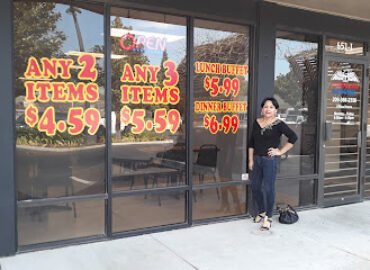 OPEN
ANY 2
ITEMS
$4.59
ANY 3
ITEMS
$5.59
LUNCH BUFFET
$5.99
DINNER BUFFET
$6.99
651 J